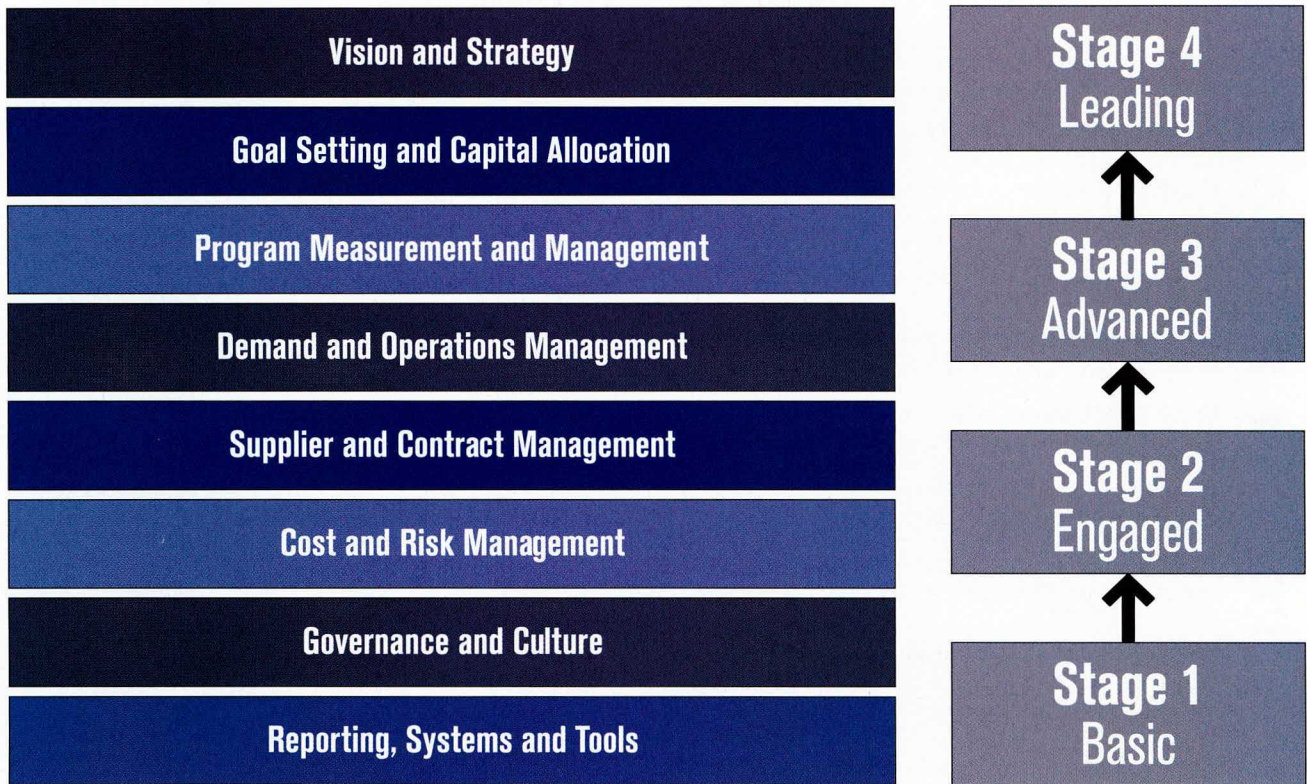 Vision and Strategy
Goal Setting and Capital Allocation
Program Measurement and Management
Demand and Operations Management
Supplier and Contract Management
Cost and Risk Management
Governance and Culture
Reporting, Systems and Tools
Stage 4
Leading
Stage 3
Advanced
Stage 2
Engaged
Stage 1
Basic